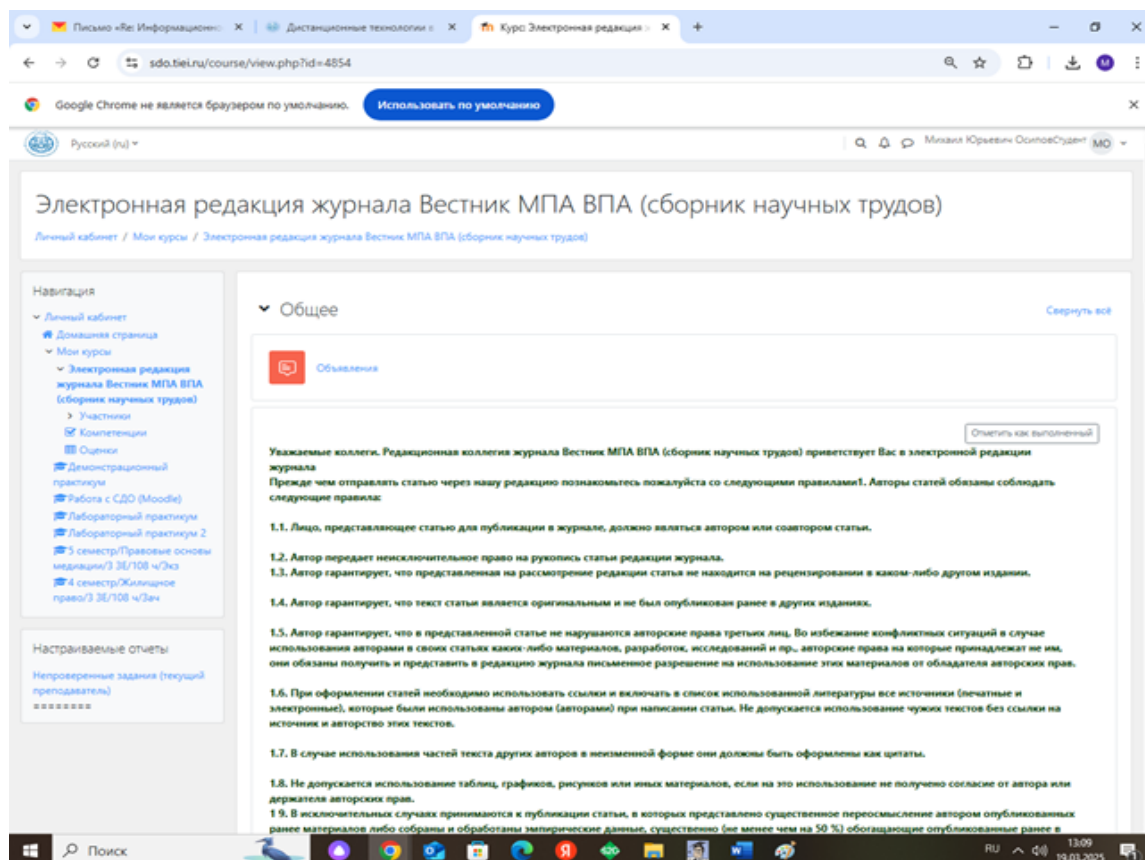 Письмо «Re: Информационно
Дистанционные технологии в
Курс: Электронная редакция ж
sdo.tiei.ru/course/view.php?id=4854
Google Chrome не является браузером по умолчанию.
Использовать по умолчанию
Русский (ru)
Михаил Юрьевич ОсиповСтудент
МО
Электронная редакция журнала Вестник МПА ВПА (сборник научных трудов)
Личный кабинет / Мои курсы / Электронная редакция журнала Вестник МПА ВПА (сборник научных трудов)
Навигация
Личный кабинет
Домашняя страница
Мои курсы
Электронная редакция
журнала Вестник МПА ВПА
(сборник научных трудов)
Участники
Компетенции
Оценки
Демонстрационный
практикум
Работа с СДО (Moodle)
Лабораторный практикум
Лабораторный практикум 2
5 семестр/Правовые основы
медиации/3 ЗЕ/108 ч/Экз
4 семестр/Жилищное
право/3 ЗЕ/108 ч/Зач
Настраиваемые отчеты
Непроверенные задания (текущий
преподаватель)
========
Общее
Свернуть всё
Объявления
Отметить как выполненный
Уважаемые коллеги. Редакционная коллегия журнала Вестник МПА ВПА (сборник научных трудов) приветствует Вас в электронной редакции
журнала
Прежде чем отправлять статью через нашу редакцию познакомьтесь пожалуйста со следующими правилами1. Авторы статей обязаны соблюдать
следующие правила:
1.1. Лицо, представляющее статью для публикации в журнале, должно являться автором или соавтором статьи.
1.2. Автор передает неисключительное право на рукопись статьи редакции журнала.
1.3. Автор гарантирует, что представленная на рассмотрение редакции статья не находится на рецензировании в каком-либо другом издании.
1.4. Автор гарантирует, что текст статьи является оригинальным и не был опубликован ранее в других изданиях.
1.5. Автор гарантирует, что в представленной статье не нарушаются авторские права третьих лиц. Во избежание конфликтных ситуаций в случае
использования авторами в своих статьях каких-либо материалов, разработок, исследований и пр., авторские права на которые принадлежат не им,
они обязаны получить и представить в редакцию журнала письменное разрешение на использование этих материалов от обладателя авторских прав.
1.6. При оформлении статей необходимо использовать ссылки и включать в список использованной литературы все источники (печатные и
электронные), которые были использованы автором (авторами) при написании статьи. Не допускается использование чужих текстов без ссылки на
источник и авторство этих текстов.
1.7. В случае использования частей текста других авторов в неизменной форме они должны быть оформлены как цитаты.
1.8. Не допускается использование таблиц, графиков, рисунков или иных материалов, если на это использование не получено согласие от автора или
держателя авторских прав.
1 9. В исключительных случаях принимаются к публикации статьи, в которых представлено существенное переосмысление автором опубликованных
ранее материалов либо собраны и обработаны эмпирические данные, существенно (не менее чем на 50 %) обогащающие опубликованные ранее в
Поиск
RU
13:09
19.03.2025